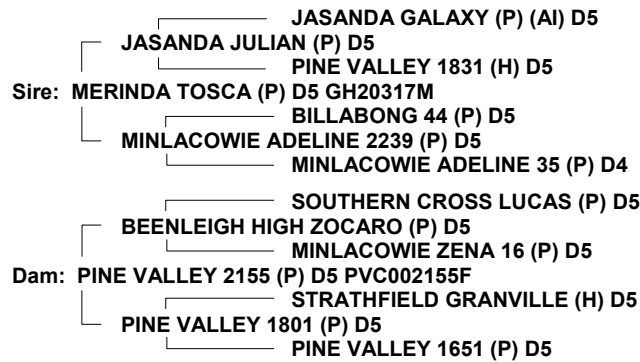 JASANDA GALAXY (P) (AI) D5
JASANDA JULIAN (P) D5
PINE VALLEY 1831 (H) D5
Sire: MERINDA TOSCA (P) D5 GH20317M
BILLABONG 44 (P) D5
MINLACOWIE ADELINE 2239 (P) D5
MINLACOWIE ADELINE 35 (P) D4
SOUTHERN CROSS LUCAS (P) D5
BEENLEIGH HIGH ZOCARO (P) D5
MINLACOWIE ZENA 16 (P) D5
Dam: PINE VALLEY 2155 (P) D5 PVC002155F
STRATHFIELD GRANVILLE (H) D5
PINE VALLEY 1801 (P) D5
PINE VALLEY 1651 (P) D5